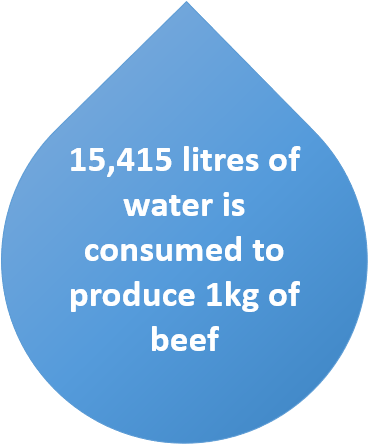 15,415 litres of
water is
consumed to
produce 1kg of
beef